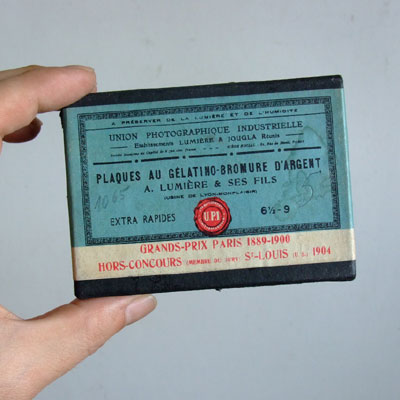 A PRÉSERVER DE LA LUMIÈRE ET DE L'HUMIDITÉ
UNION PHOTOGRAPHIQUE INDUSTRIELLE
Etablissements LUMIÈRE & JOUGLA Réunis
PLAQUES AU GÉLATINO-BROMURE D'ARGENT
A. LUMIÈRE & SES FILS
(USINE DE LYON-MONPLAISIR)
1065
EXTRA RAPIDES
UPI
6½-9
GRANDS-PRIX PARIS 1889-1900
HORS-CONCOURS (MEMBRE DU JURY) St-LOUIS (E.U.) 1904